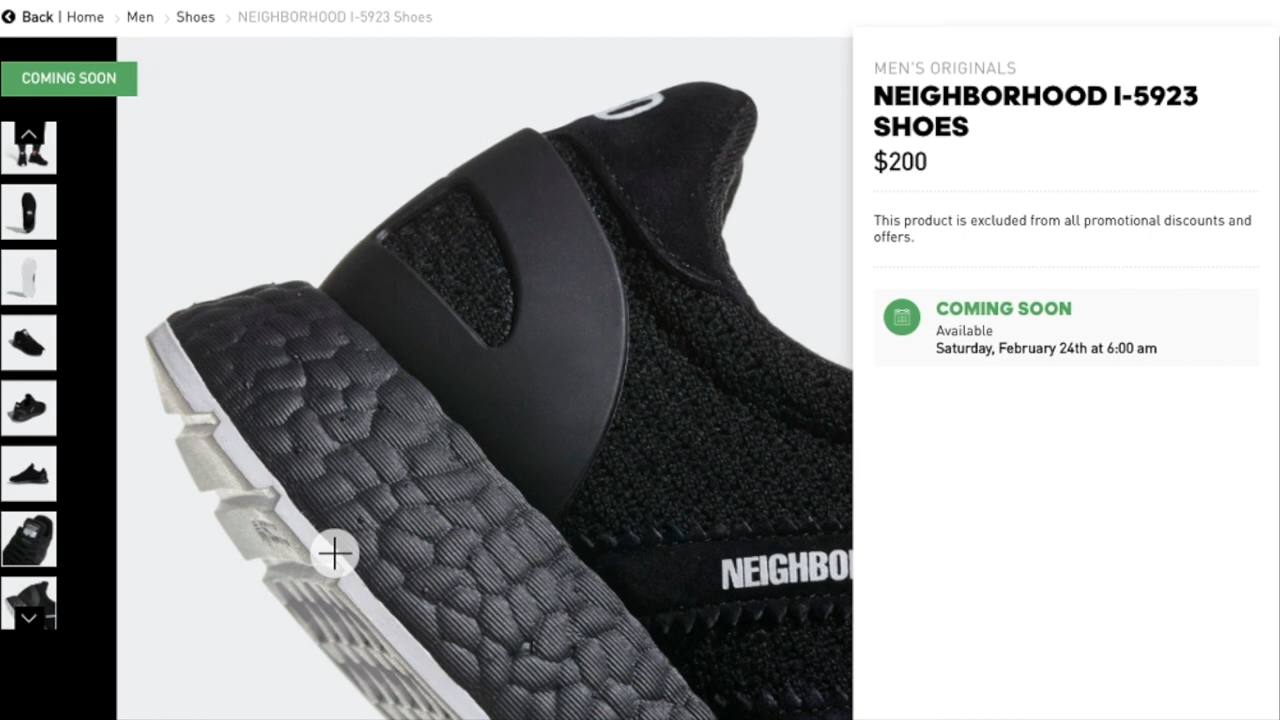 Back | Home > Men > Shoes > NEIGHBORHOOD I-5923 Shoes
COMING SOON
MEN'S ORIGINALS
NEIGHBORHOOD I-5923
SHOES
$200
This product is excluded from all promotional discounts and
offers.
COMING SOON
Available
Saturday, February 24th at 6:00 am
NEIGHBO